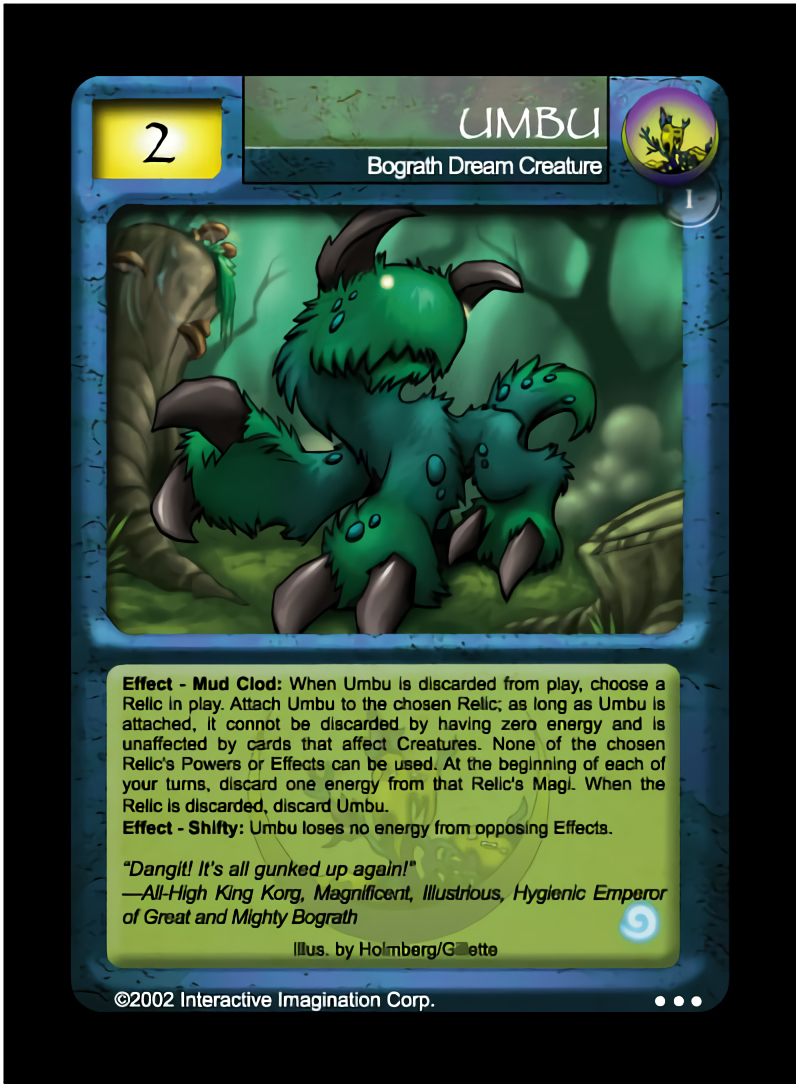 2
UMBU
Bograth Dream Creature
1
Effect - Mud Clod: When Umbu is discarded from play, choose a
Relic in play. Attach Umbu to the chosen Relic; as long as Umbu is
attached, it connot be discarded by having zero energy and is
unaffected by cards that affect Creatures. None of the chosen
Relic's Powers or Effects can be used. At the beginning of each of
your turns, discard one energy from that Relic's Magi. When the
Relic is discarded, discard Umbu.
Effect - Shifty: Umbu loses no energy from opposing Effects.
"Dangit! It's all gunked up again!"
—All-High King Korg, Magnificent, Illustrious, Hygienic Emperor
of Great and Mighty Bograth
Illus. by Holmberg/Gillette
©2002 Interactive Imagination Corp.